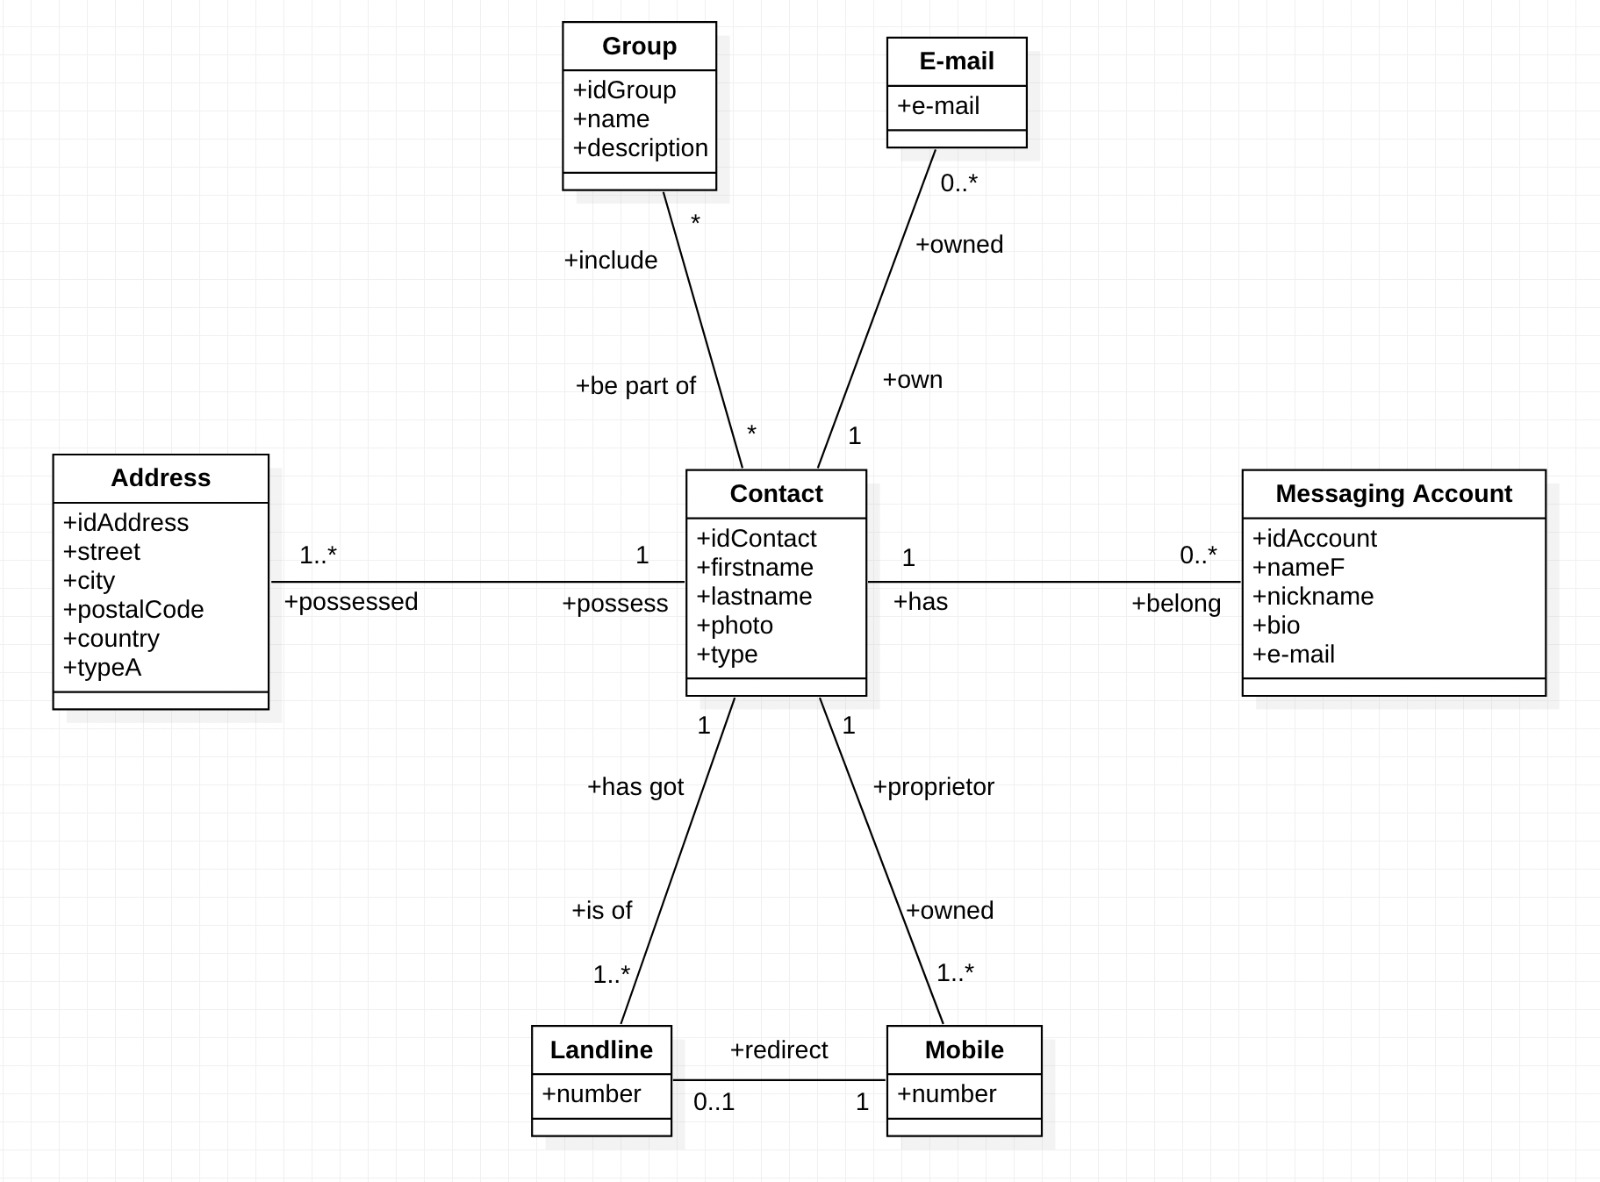 Group
+idGroup
+name
+description
E-mail
+e-mail
*
0..*
+include
+owned
+be part of
+own
*
1
Address
+idAddress
+street
+city
+postalCode
+country
+typeA
1..*
1
+possessed
+possess
Contact
+idContact
+firstname
+lastname
+photo
+type
1
0..*
+has
+belong
Messaging Account
+idAccount
+nameF
+nickname
+bio
+e-mail
1
1
+has got
+proprietor
+is of
+owned
1..*
1..*
Landline
+number
+redirect
0..1
1
Mobile
+number